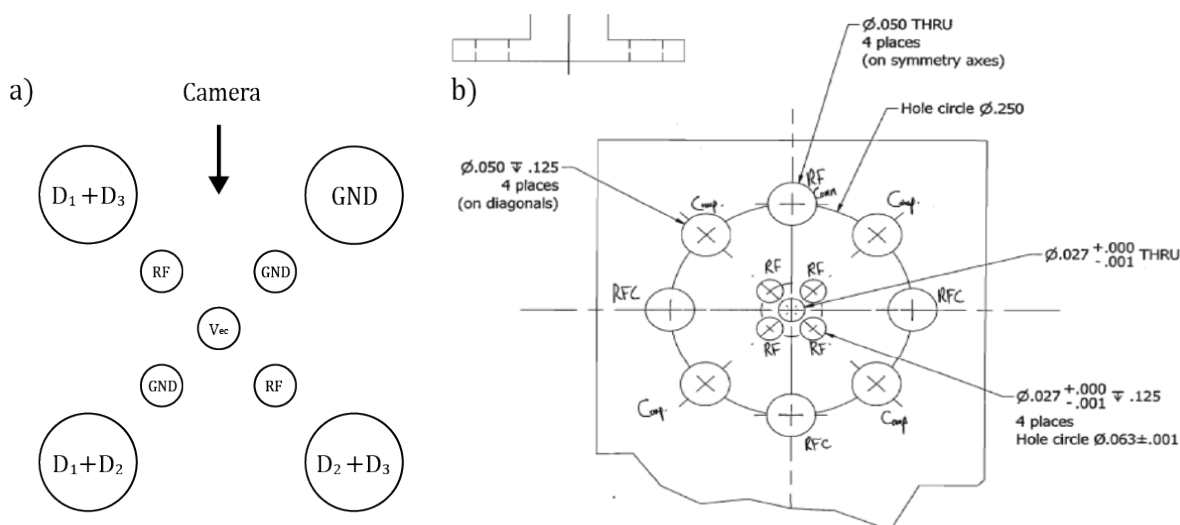 a)
Camera
D₁+D₃
GND
RF
GND
Vec
GND
RF
D₁+D₂
D₂+D₃
b)
Ø.050 THRU
4 places
(on symmetry axes)
Hole circle Ø.250
Ø.050 ↧ .125
4 places
(on diagonals)
RF
Conn
Comp.
Comp.
Ø.027 +.000 -.001 THRU
RF
RF
RFC
RFC
RF
RF
Ø.027 +.000 -.001 ↧ .125
4 places
Hole circle Ø.063±.001
Comp.
Comp
RFC